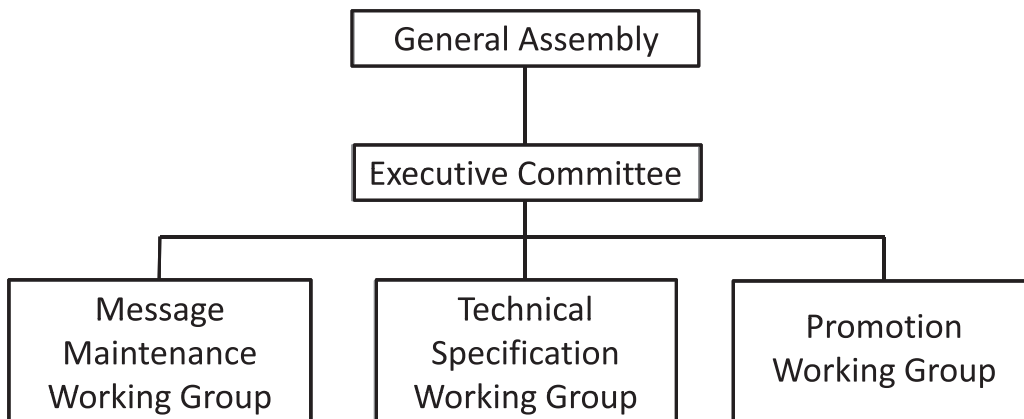 General Assembly
Executive Committee
Message
Maintenance
Working Group
Technical
Specification
Working Group
Promotion
Working Group